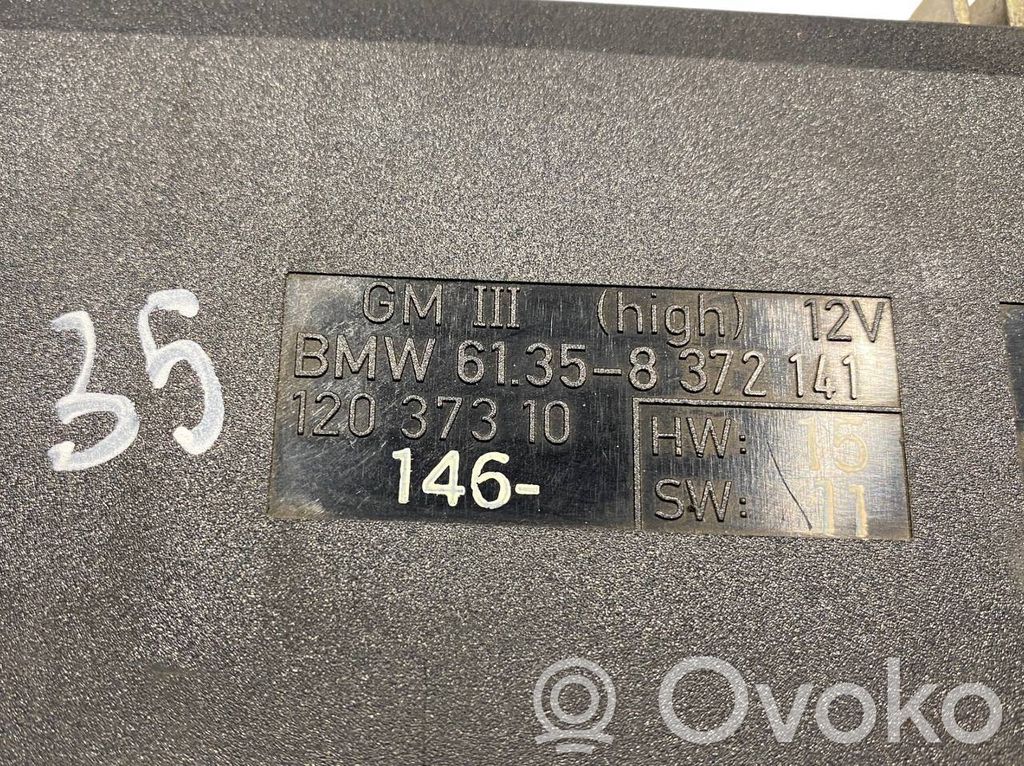 35
GM III (high) 12V
BMW 61.35-8 372 141
120 373 10
146-
HW: 15
SW: 11
Ovoko